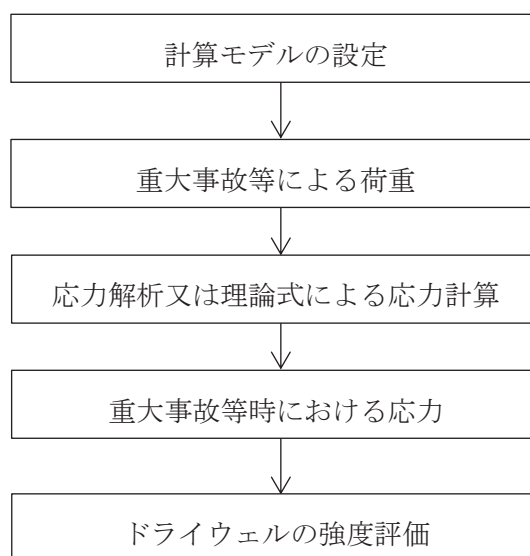 計算モデルの設定
重大事故等による荷重
応力解析又は理論式による応力計算
重大事故等時における応力
ドライウェルの強度評価